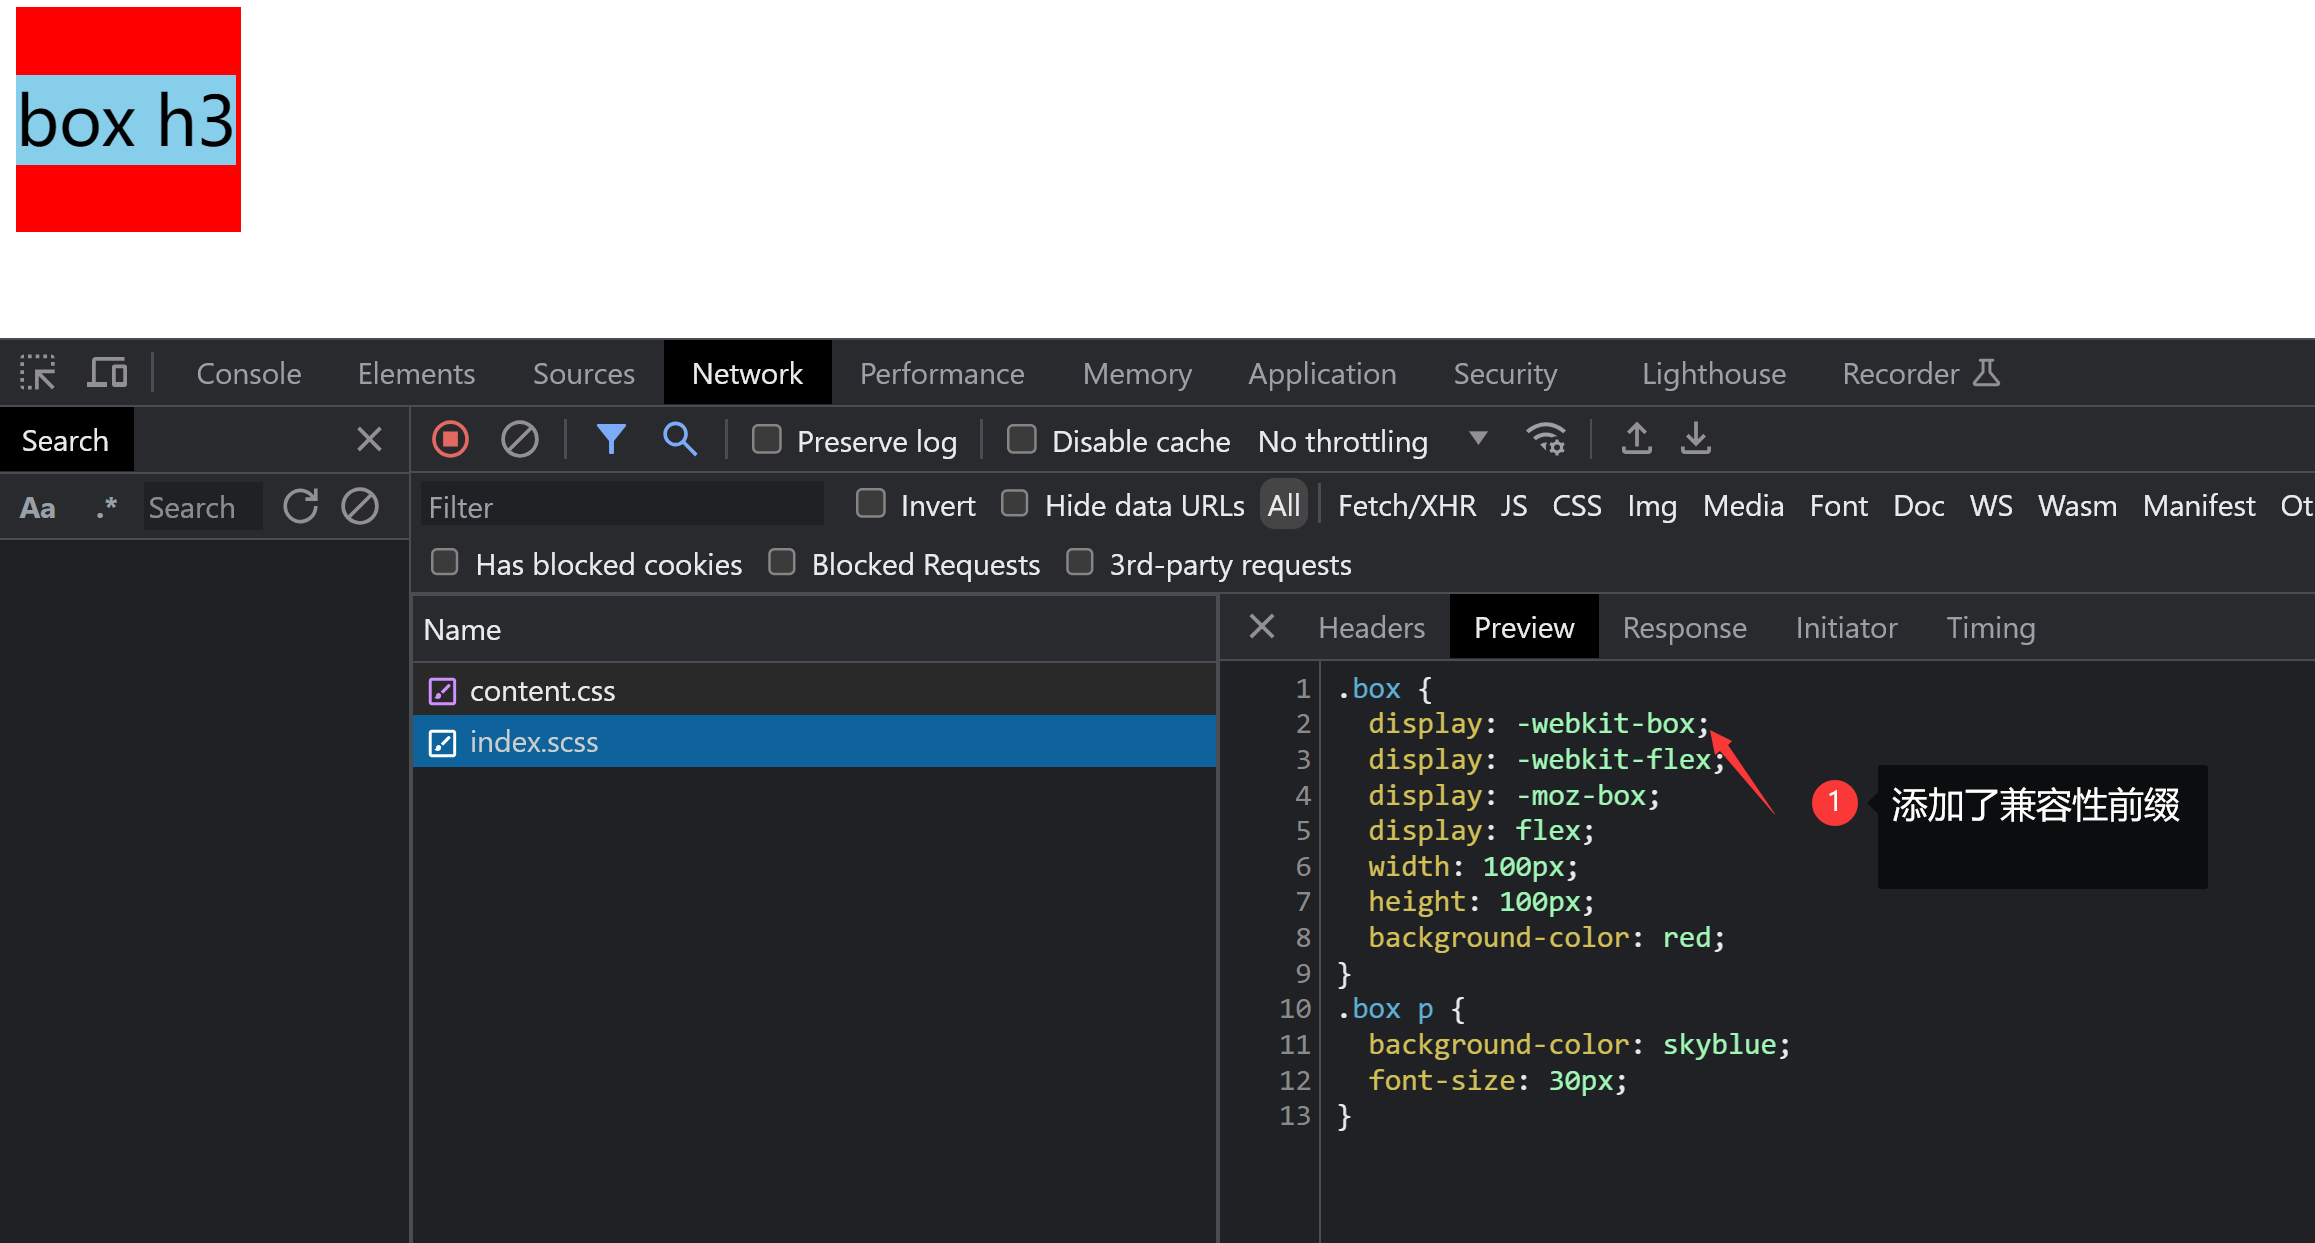 box h3
Console Elements Sources Network Performance Memory Application Security Lighthouse Recorder
Search
Preserve log Disable cache No throttling
Aa .* Search
Filter Invert Hide data URLs All Fetch/XHR JS CSS Img Media Font Doc WS Wasm Manifest Ot
Has blocked cookies Blocked Requests 3rd-party requests
Name
Headers Preview Response Initiator Timing
content.css
index.scss
1 .box {
2 display: -webkit-box;
3 display: -webkit-flex;
4 display: -moz-box;
5 display: flex;
6 width: 100px;
7 height: 100px;
8 background-color: red;
9 }
10 .box p {
11 background-color: skyblue;
12 font-size: 30px;
13 }
1 添加了兼容性前缀